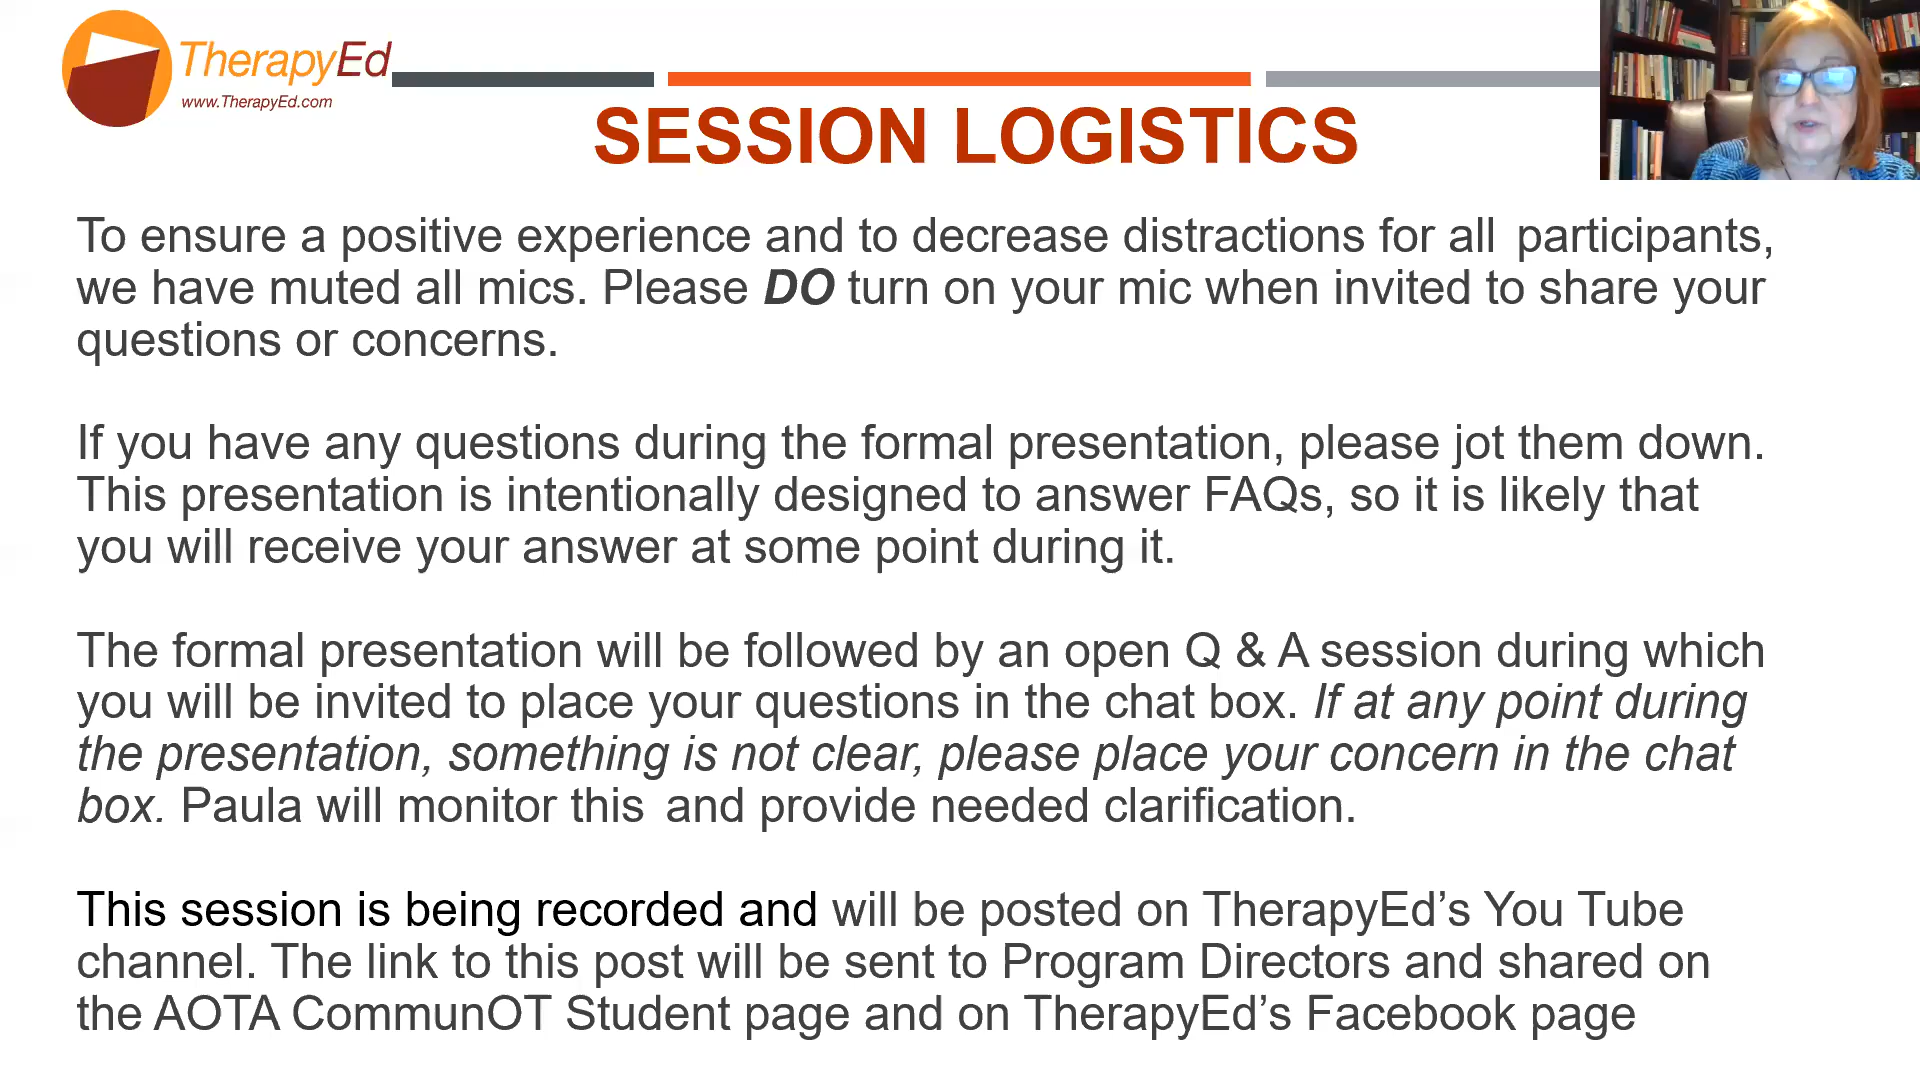 TherapyEd
www.TherapyEd.com
SESSION LOGISTICS
To ensure a positive experience and to decrease distractions for all participants,
we have muted all mics. Please DO turn on your mic when invited to share your
questions or concerns.
If you have any questions during the formal presentation, please jot them down.
This presentation is intentionally designed to answer FAQs, so it is likely that
you will receive your answer at some point during it.
The formal presentation will be followed by an open Q & A session during which
you will be invited to place your questions in the chat box. If at any point during
the presentation, something is not clear, please place your concern in the chat
box. Paula will monitor this and provide needed clarification.
This session is being recorded and will be posted on TherapyEd’s You Tube
channel. The link to this post will be sent to Program Directors and shared on
the AOTA CommunOT Student page and on TherapyEd’s Facebook page